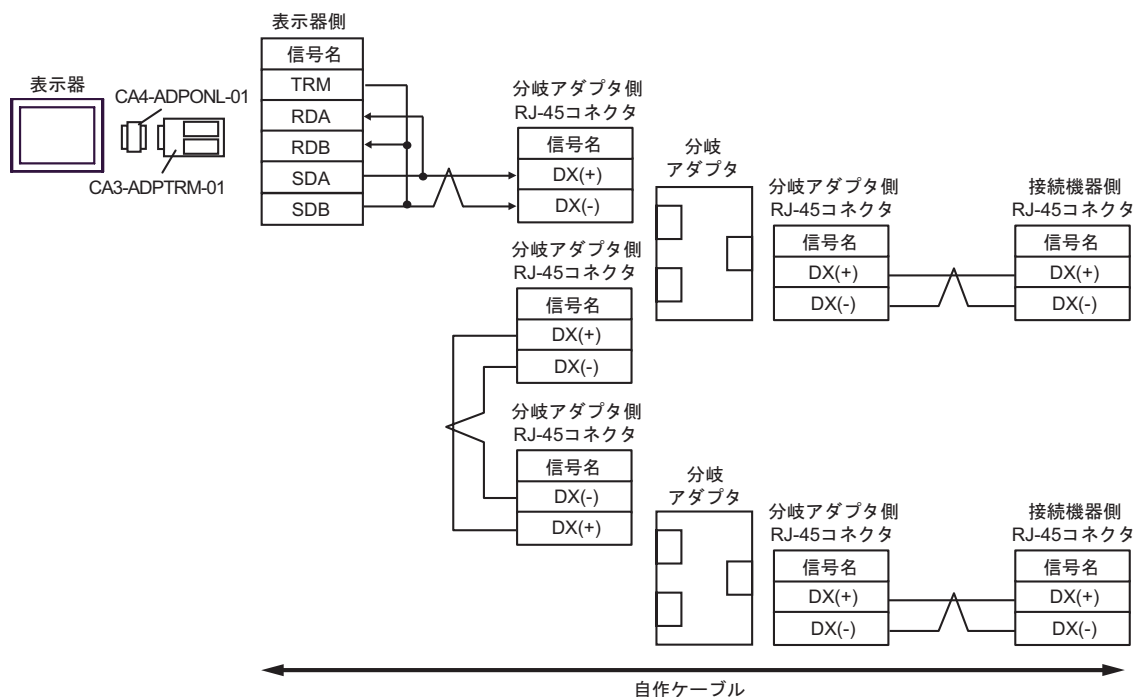 表示器
CA4-ADPONL-01
CA3-ADPTRM-01
表示器側
信号名
TRM
RDA
RDB
SDA
SDB
分岐アダプタ側
RJ-45コネクタ
信号名
DX(+)
DX(-)
分岐
アダプタ
分岐アダプタ側
RJ-45コネクタ
信号名
DX(+)
DX(-)
接続機器側
RJ-45コネクタ
信号名
DX(+)
DX(-)
分岐アダプタ側
RJ-45コネクタ
信号名
DX(+)
DX(-)
分岐アダプタ側
RJ-45コネクタ
信号名
DX(-)
DX(+)
分岐
アダプタ
分岐アダプタ側
RJ-45コネクタ
信号名
DX(+)
DX(-)
接続機器側
RJ-45コネクタ
信号名
DX(+)
DX(-)
自作ケーブル